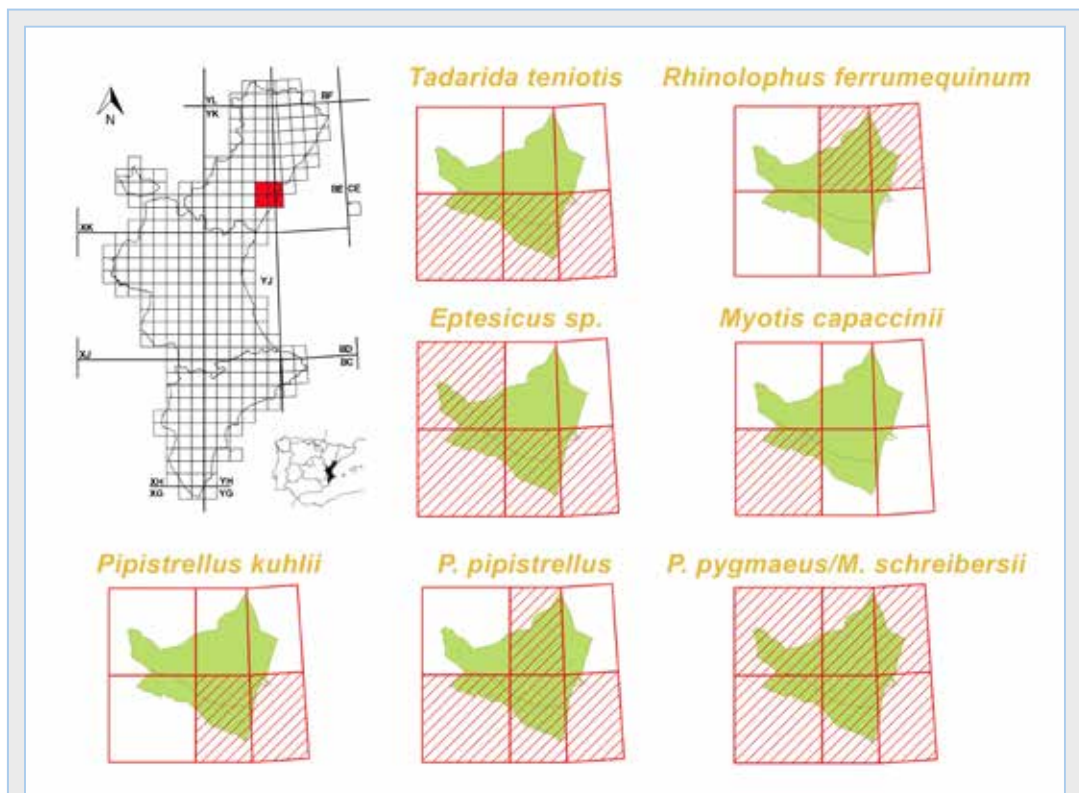 Tadarida teniotis
Rhinolophus ferrumequinum
YL
YK
BF
N
BE CE
XK
YJ
XJ
BD
BC
XH
YH
XG
YG
Eptesicus sp.
Myotis capaccinii
Pipistrellus kuhlii
P. pipistrellus
P. pygmaeus/M. schreibersii